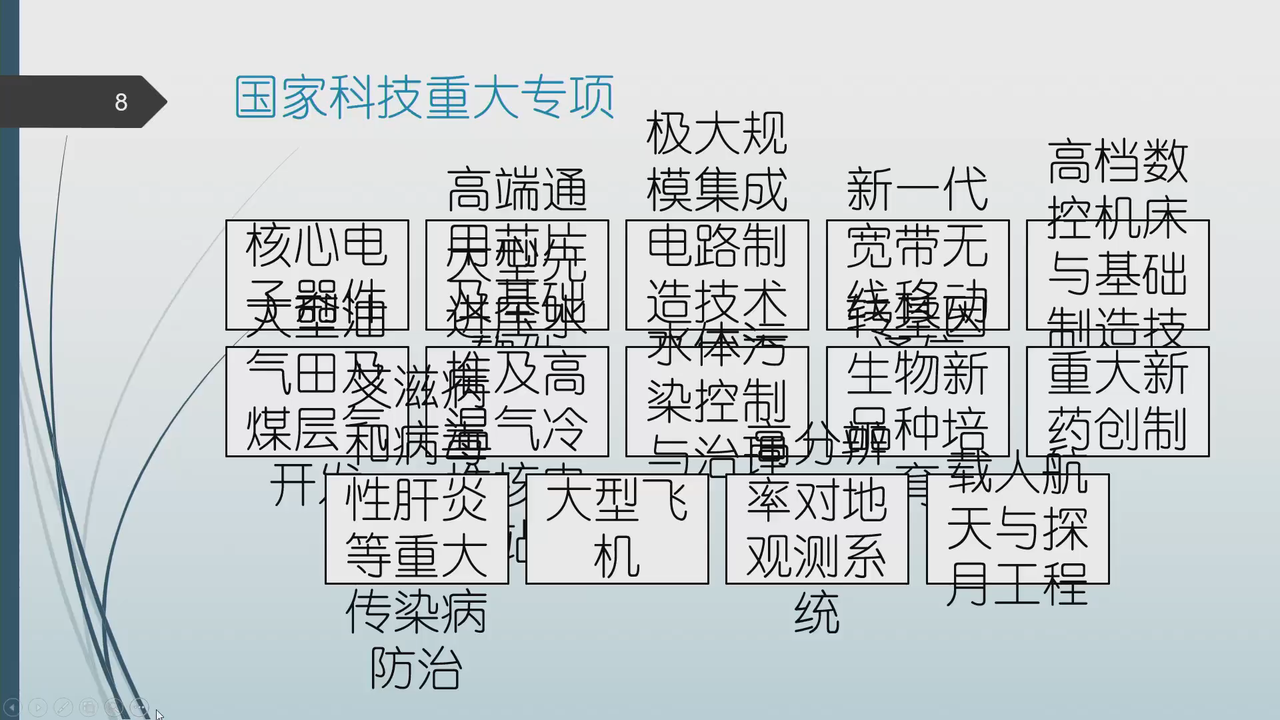 8
国家科技重大专项
核心电
子器件
高端通
用芯片
及基础
极大规
模集成
电路制
造技术
新一代
宽带无
线移动
通信
高档数
控机床
与基础
制造技
大型油
气田及
煤层气
开发
大型先
进压水
堆及高
温气冷
堆核电
站
水体污
染控制
与治理
转基因
生物新
品种培
育
重大新
药创制
艾滋病
和病毒
性肝炎
等重大
传染病
防治
大型飞
机
高分辨
率对地
观测系
统
载人航
天与探
月工程